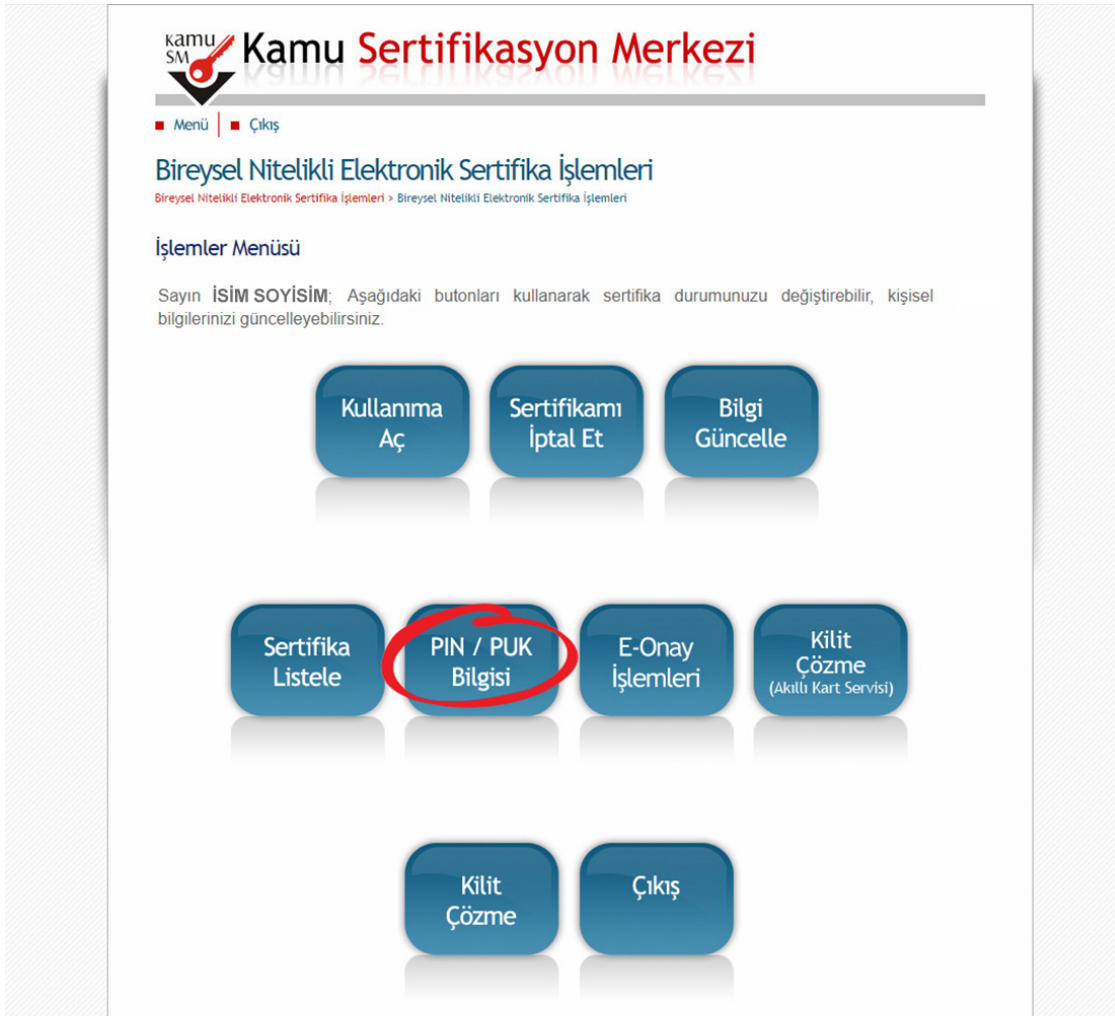 Kamu SM
Kamu Sertifikasyon Merkezi
Menü
Çıkış
Bireysel Nitelikli Elektronik Sertifika İşlemleri
Bireysel Nitelikli Elektronik Sertifika İşlemleri > Bireysel Nitelikli Elektronik Sertifika İşlemleri
İşlemler Menüsü
Sayın İSİM SOYİSİM; Aşağıdaki butonları kullanarak sertifika durumunuzu değiştirebilir, kişisel
bilgilerinizi güncelleyebilirsiniz.
Kullanıma
Aç
Sertifikamı
İptal Et
Bilgi
Güncelle
Sertifika
Listele
PIN / PUK
Bilgisi
E-Onay
İşlemleri
Kilit
Çözme
(Akıllı Kart Servisi)
Kilit
Çözme
Çıkış